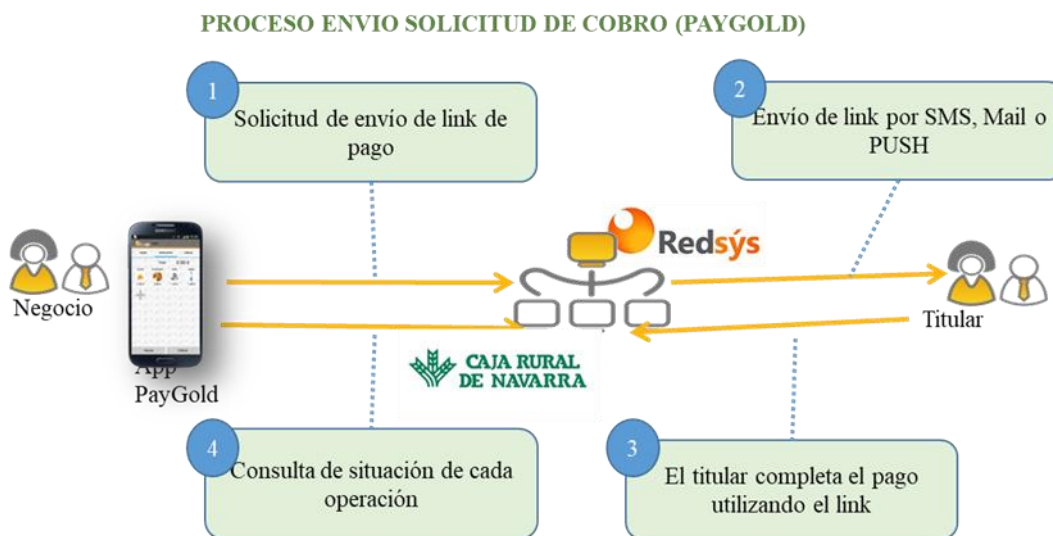 PROCESO ENVIO SOLICITUD DE COBRO (PAYGOLD)
1
Solicitud de envío de link de
pago
2
Envío de link por SMS, Mail o
PUSH
Redsýs
Negocio
App
PayGold
Titular
CAJA RURAL
DE NAVARRA
4
Consulta de situación de cada
operación
3
El titular completa el pago
utilizando el link